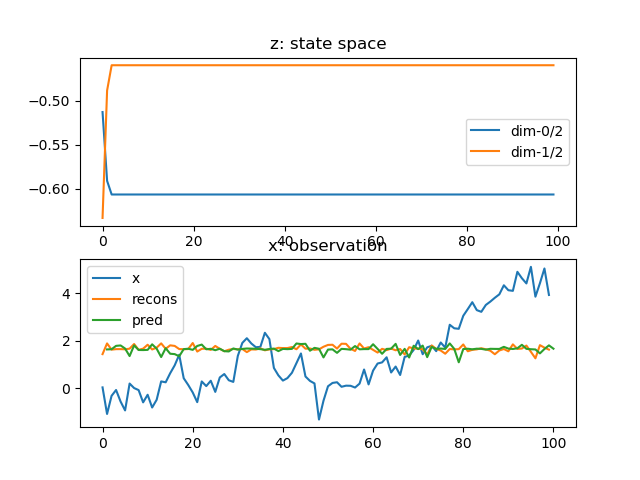 z: state space
−0.50
−0.55
−0.60
dim-0/2
dim-1/2
0 20 40 60 80 100
x: observation
4
2
0
x
recons
pred
0 20 40 60 80 100